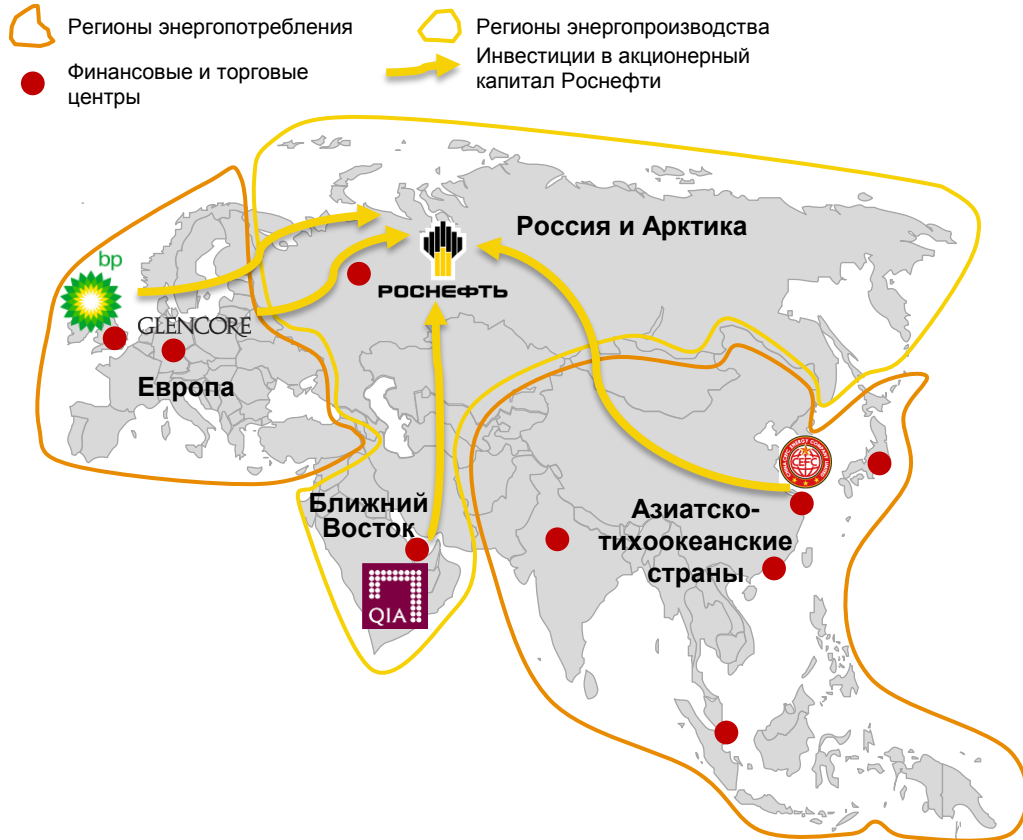 Регионы энергопотребления
Регионы энергопроизводства
Финансовые и торговые
центры
Инвестиции в акционерный
капитал Роснефти
Россия и Арктика
bp
РОСНЕФТЬ
GLENCORE
Европа
CEFC
Ближний
Восток
Азиатско-
тихоокеанские
страны
QIA